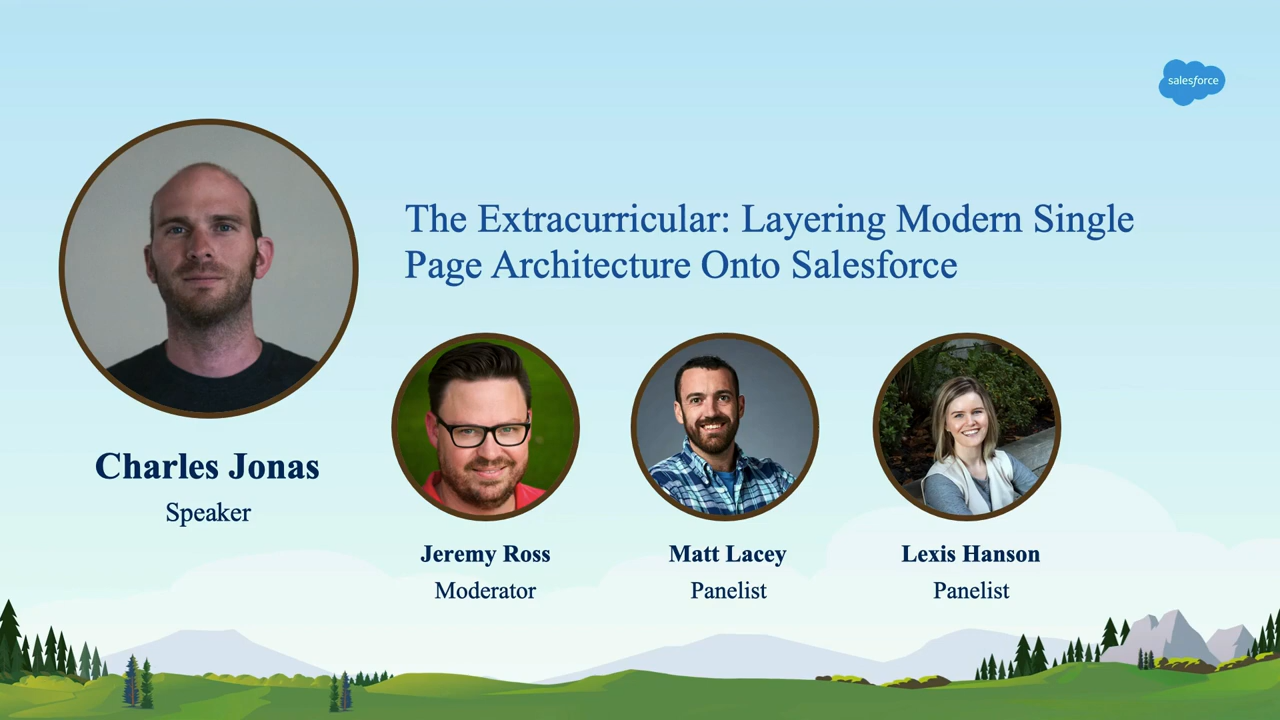 salesforce
The Extracurricular: Layering Modern Single
Page Architecture Onto Salesforce
Charles Jonas
Speaker
Jeremy Ross
Moderator
Matt Lacey
Panelist
Lexis Hanson
Panelist